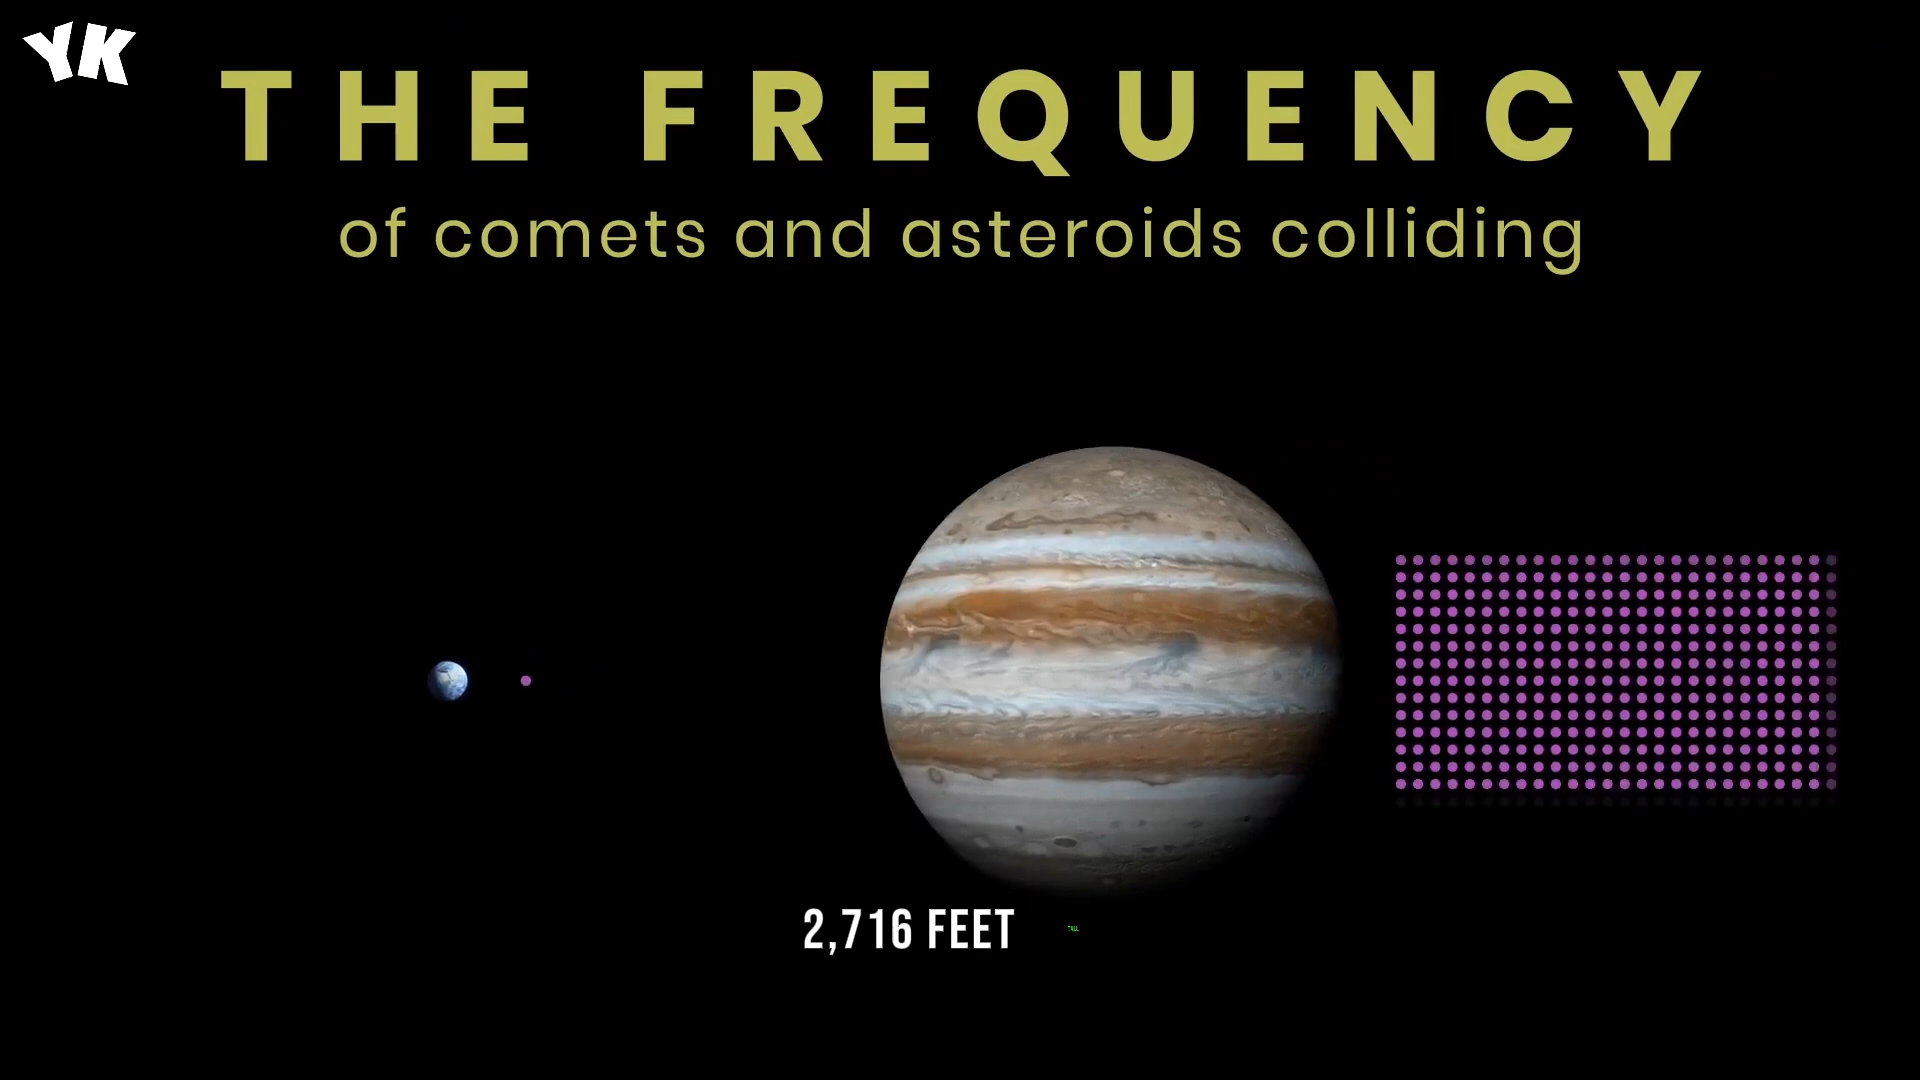 YK
THE FREQUENCY
of comets and asteroids colliding
2,716 FEET